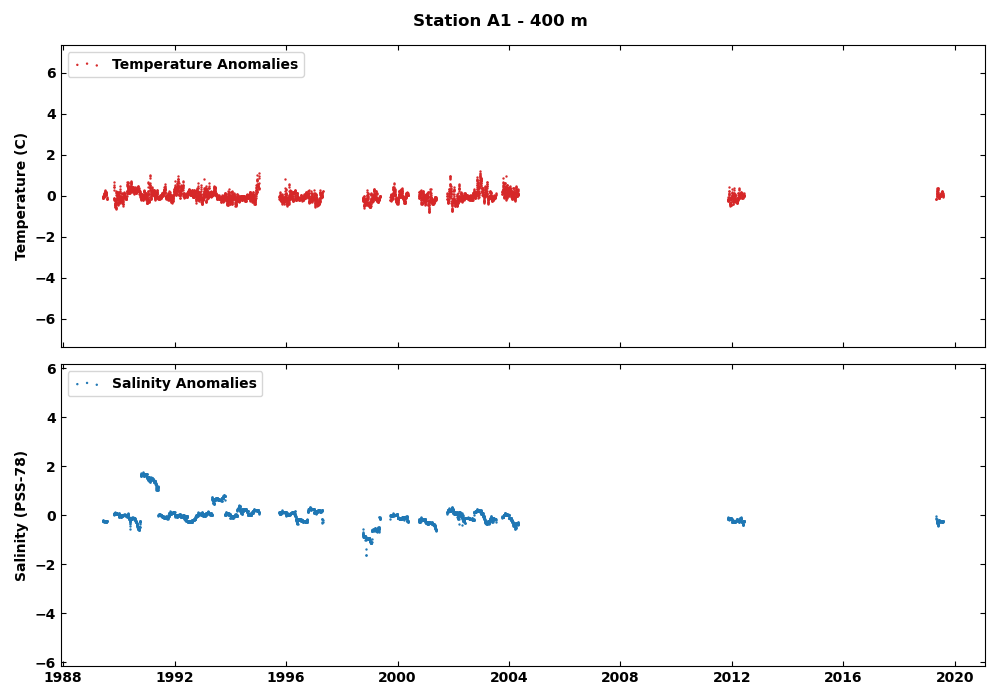 Station A1 - 400 m
Temperature Anomalies
6
4
2
0
−2
−4
−6
Temperature (C)
Salinity Anomalies
6
4
2
0
−2
−4
−6
Salinity (PSS-78)
1988 1992 1996 2000 2004 2008 2012 2016 2020